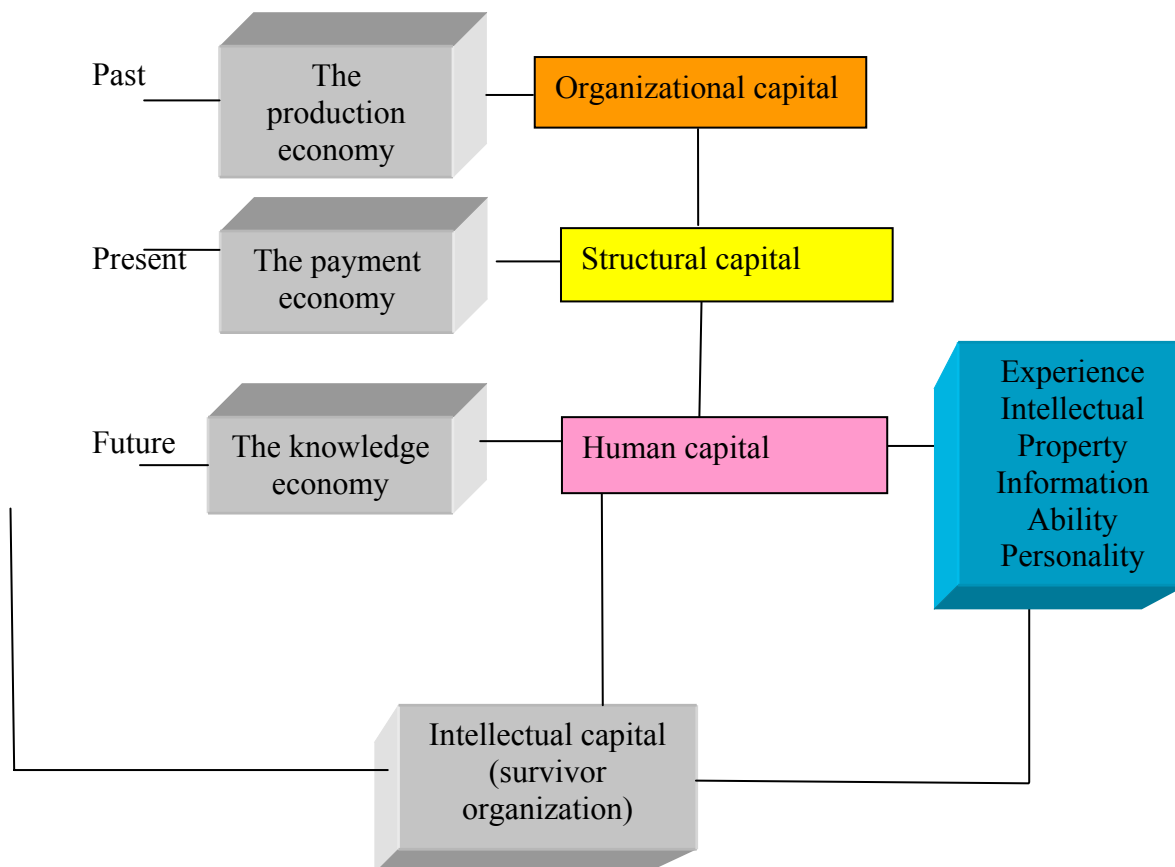 Past
The
production
economy
Organizational capital
Present
The payment
economy
Structural capital
Future
The knowledge
economy
Human capital
Experience
Intellectual
Property
Information
Ability
Personality
Intellectual capital
(survivor
organization)